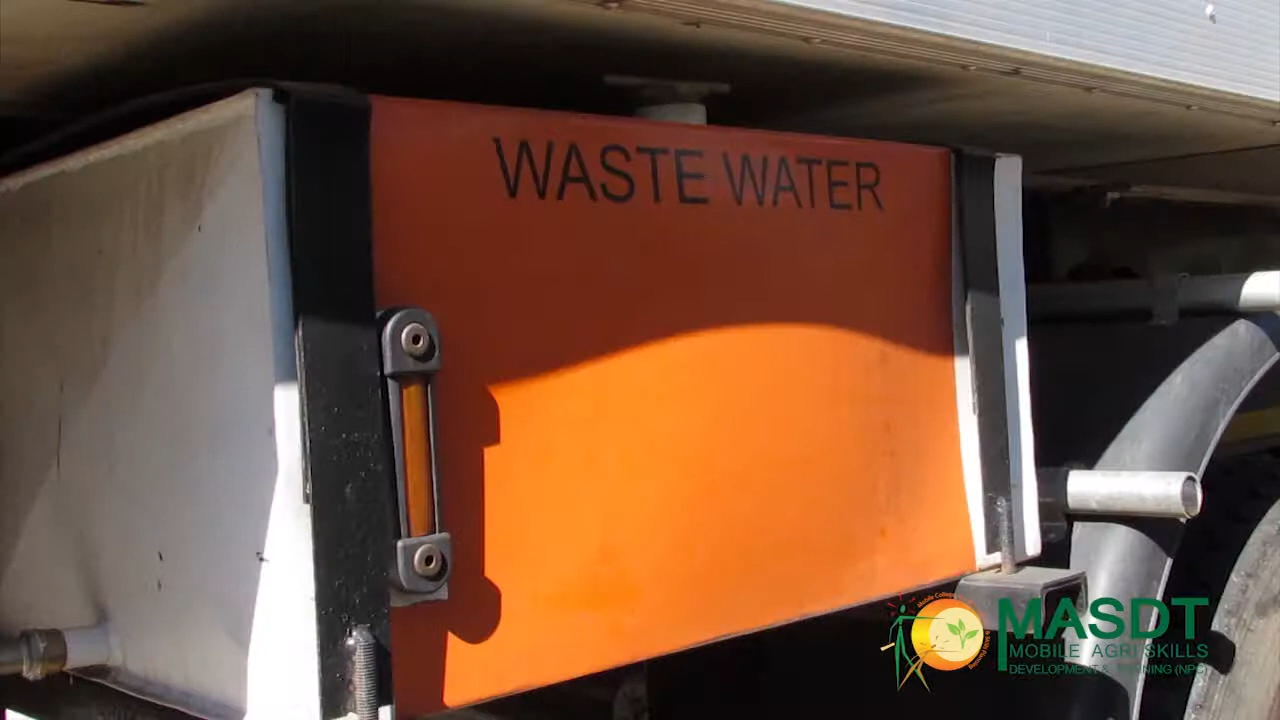 WASTE WATER
MASDT
MOBILE AGRI SKILLS
DEVELOPMENT & TRAINING (NPC)